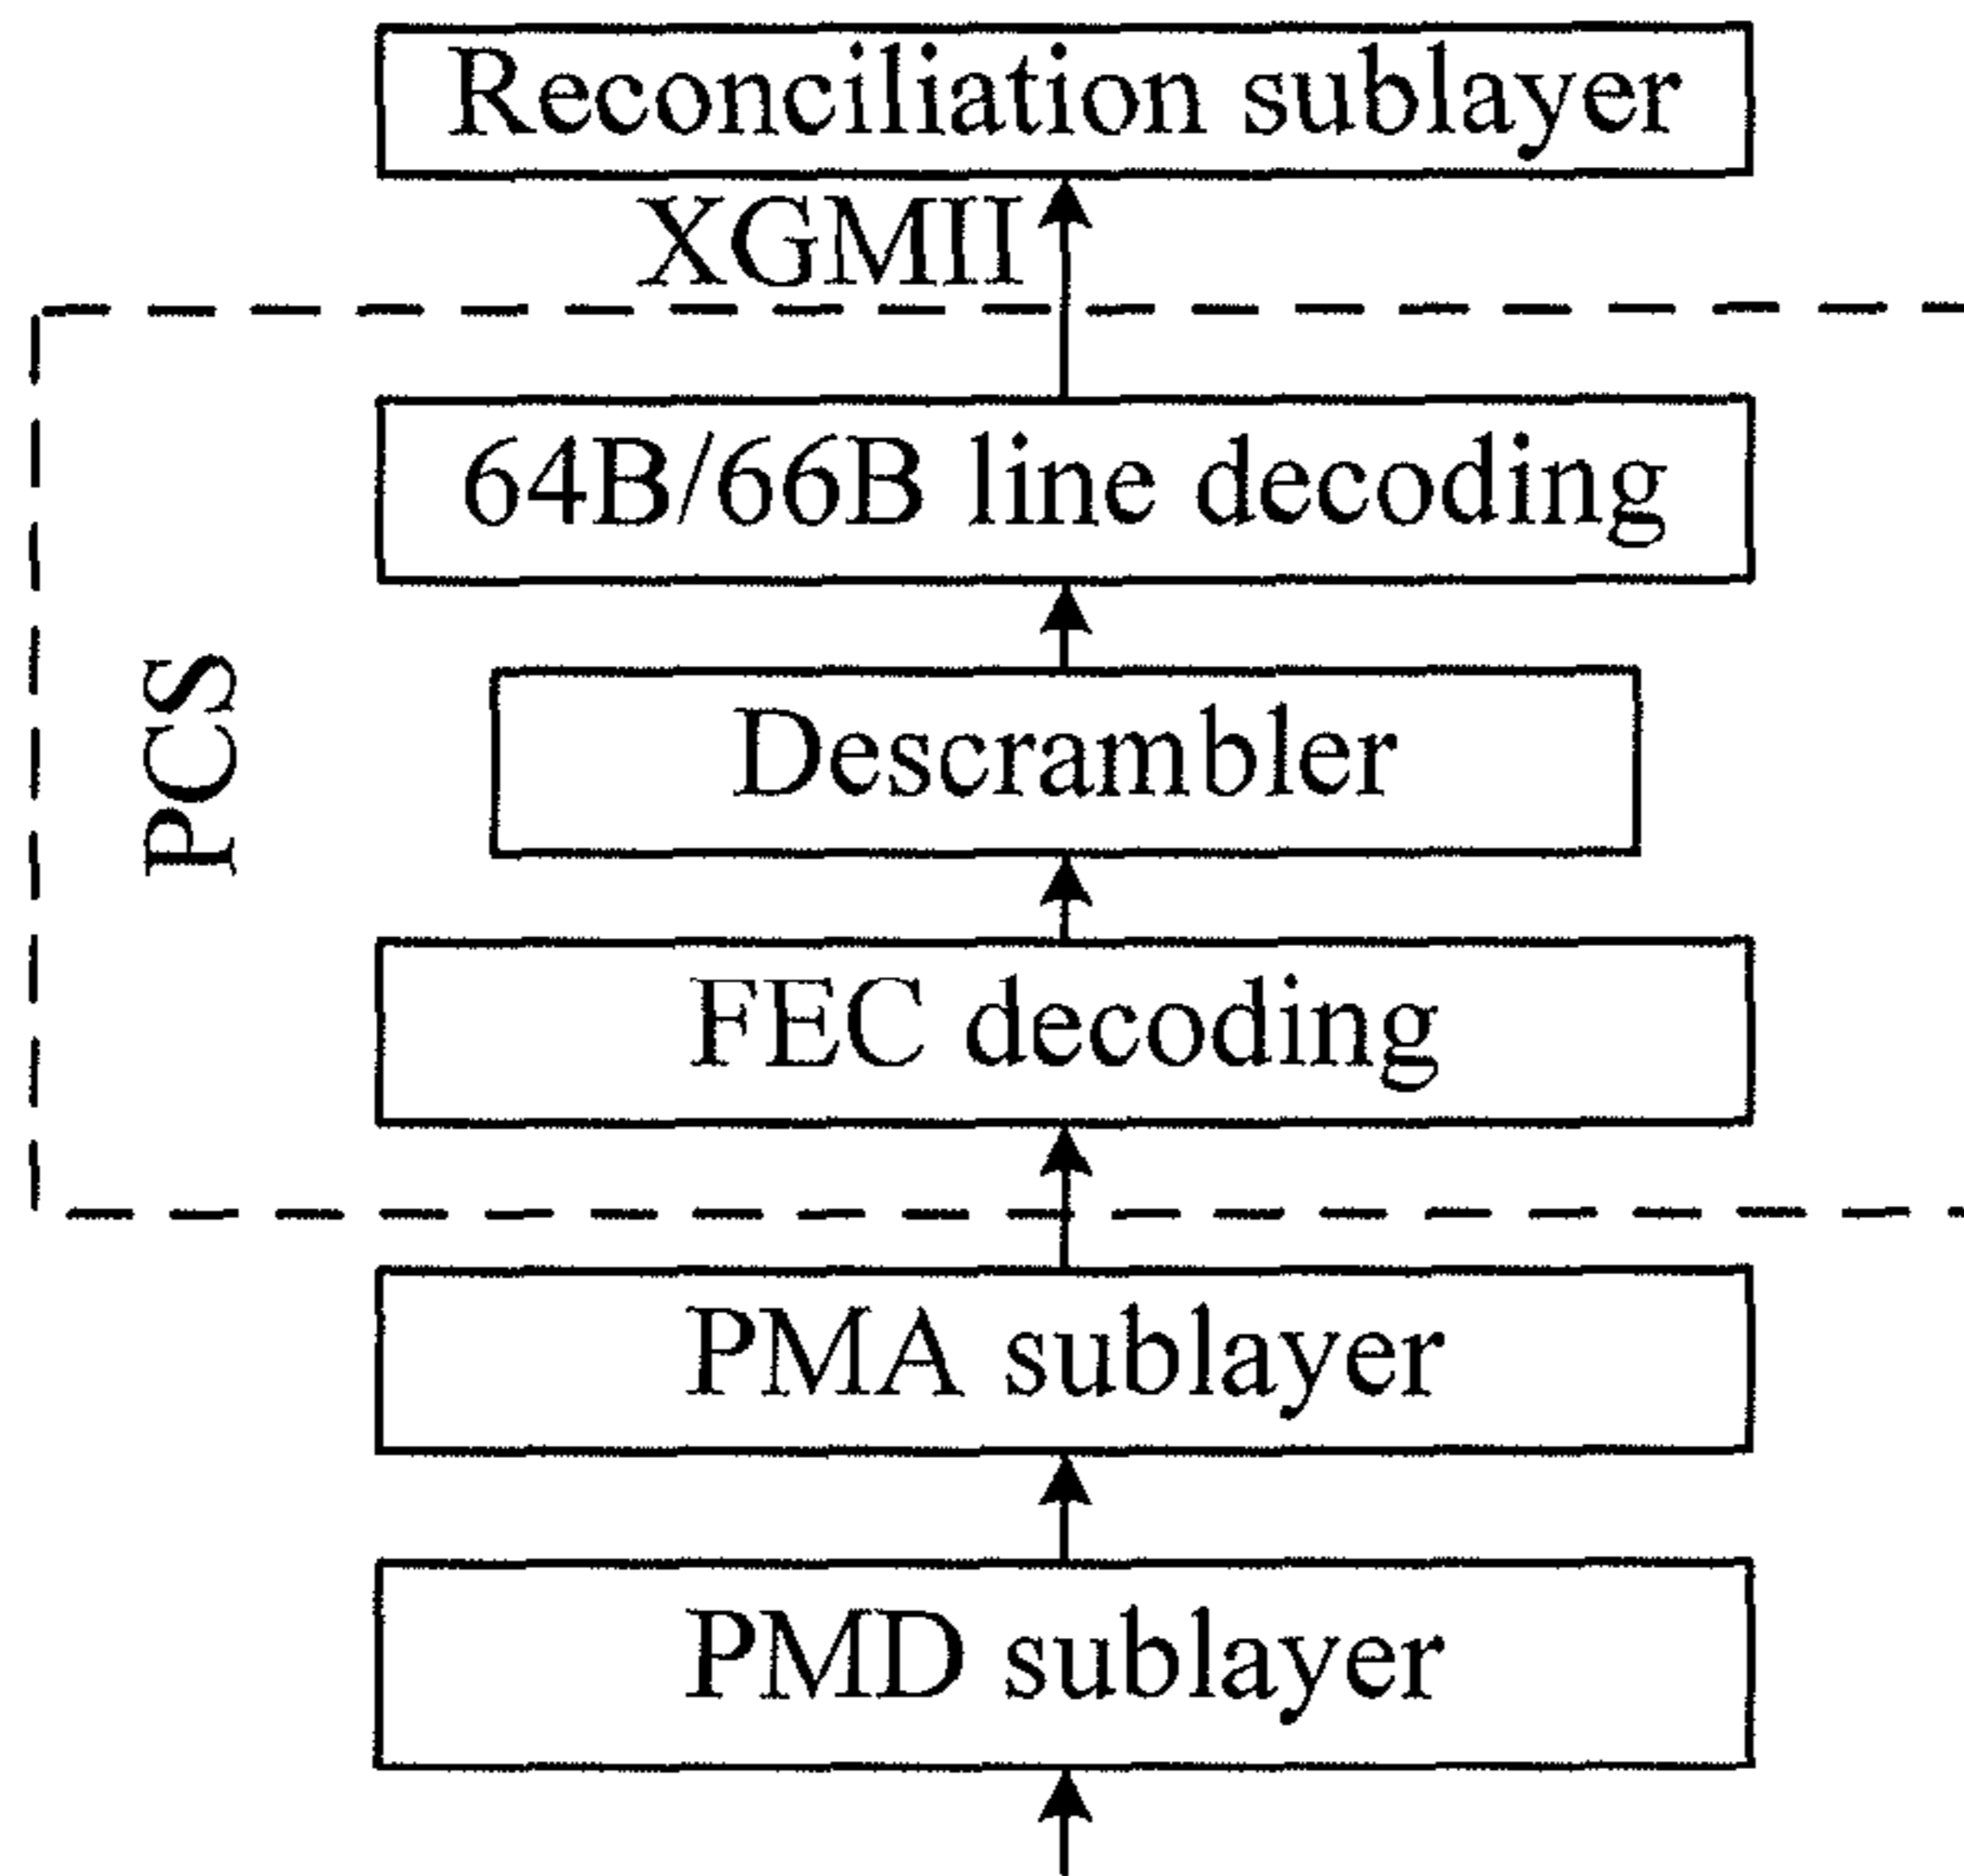 Reconciliation sublayer
XGMII
64B/66B line decoding
Descrambler
PCS
FEC decoding
PMA sublayer
PMD sublayer